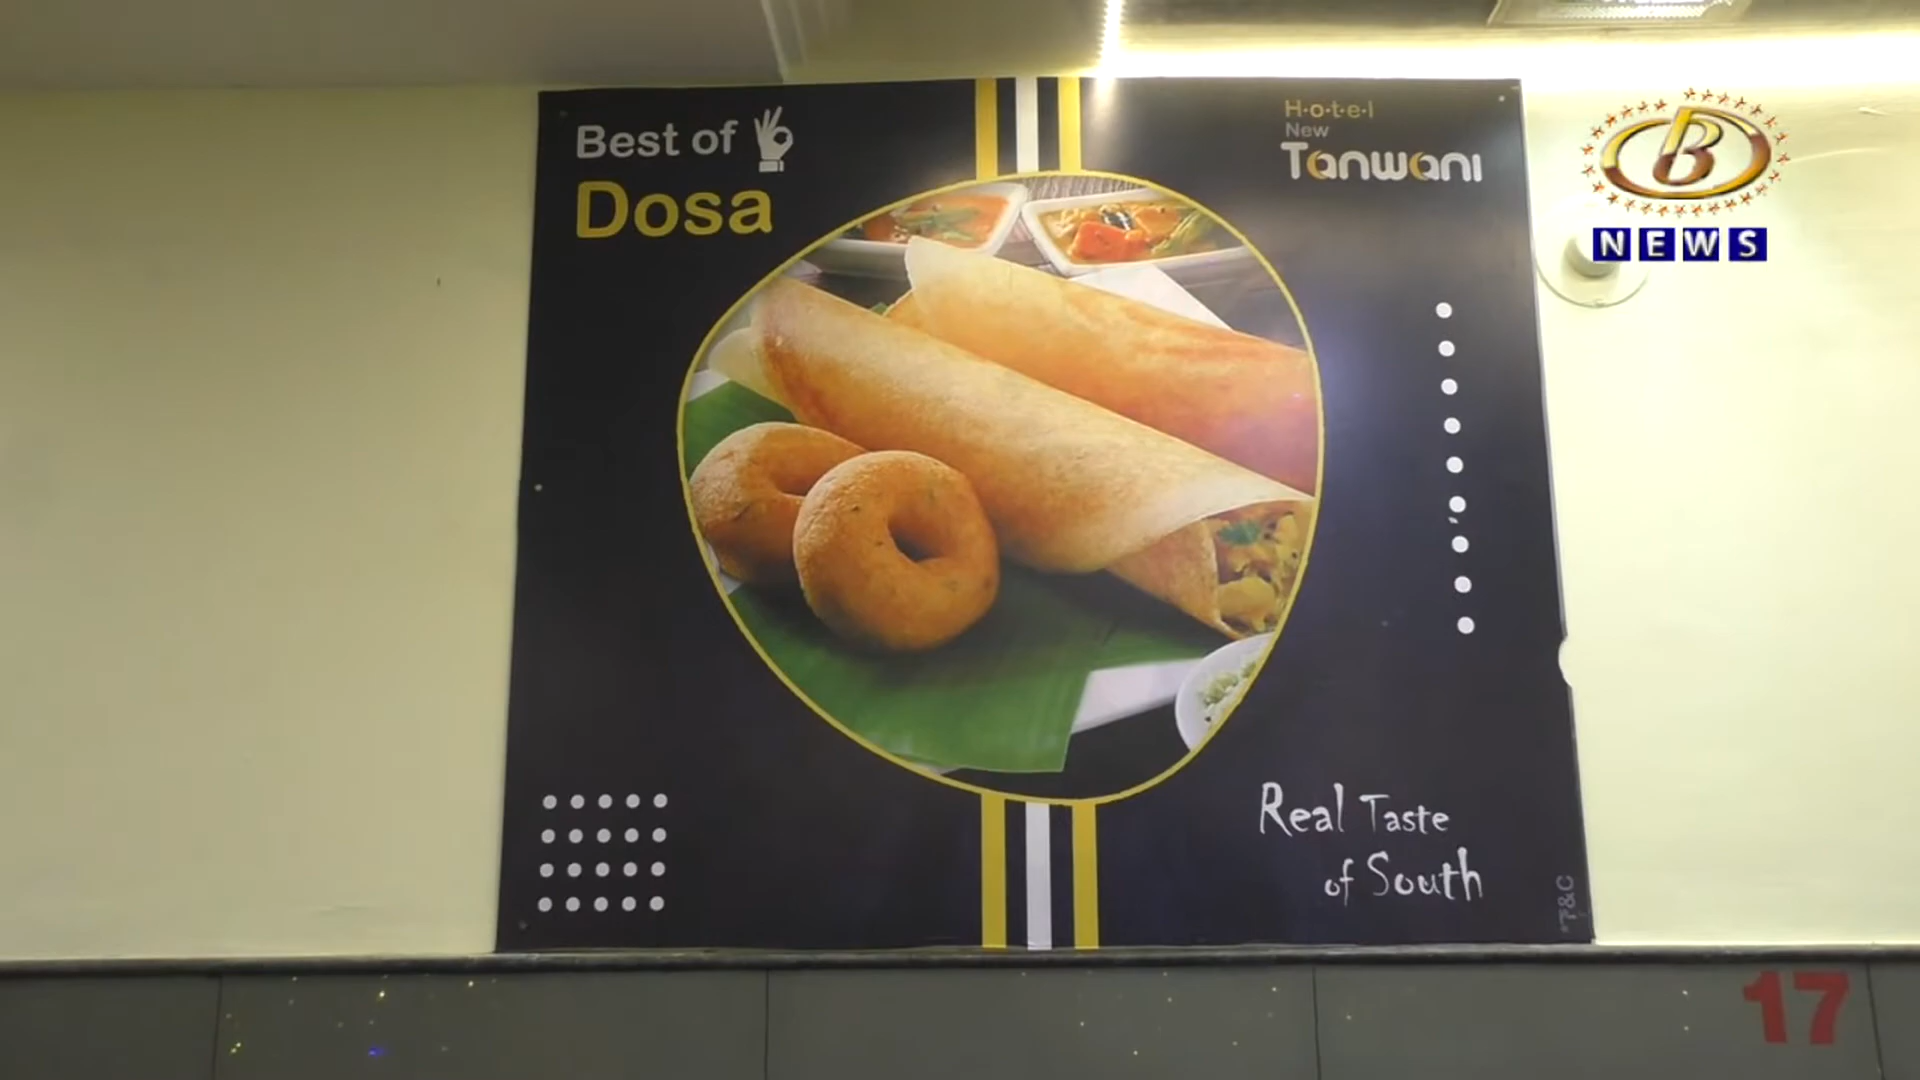 Best of
Dosa
H·o·t·e·l
New
Tanwani
B
NEWS
Real Taste
of South
T&C
17